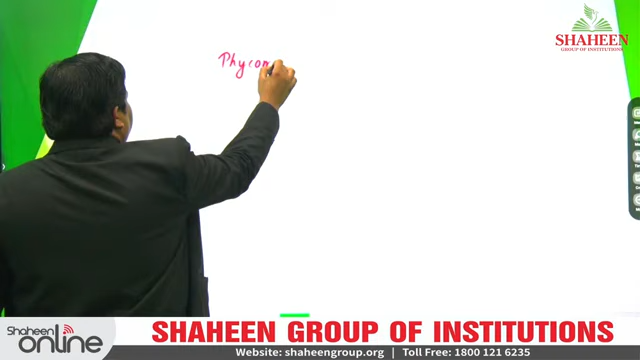 SHAHEEN
GROUP OF INSTITUTIONS
Phycom
Shaheen
online
SHAHEEN GROUP OF INSTITUTIONS
Website: shaheengroup.org | Toll Free: 1800 121 6235